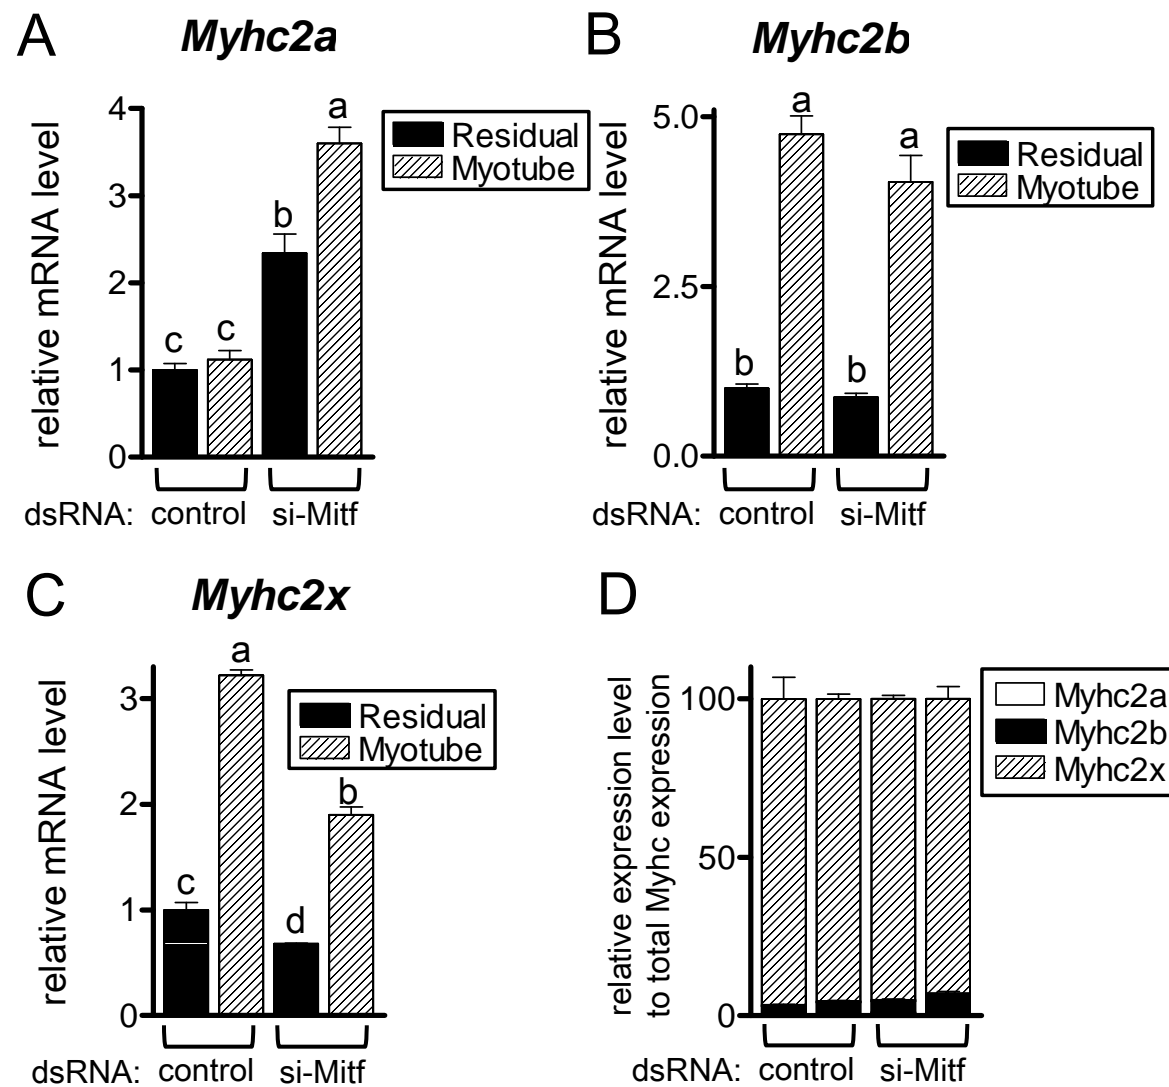 A
Myhc2a
relative mRNA level
4
3
2
1
0
c
c
b
a
Residual
Myotube
dsRNA: control si-Mitf
B
Myhc2b
relative mRNA level
5.0
2.5
0.0
b
a
b
a
Residual
Myotube
dsRNA: control si-Mitf
C
Myhc2x
relative mRNA level
3
2
1
0
c
a
d
b
Residual
Myotube
dsRNA: control si-Mitf
D
relative expression level
to total Myhc expression
100
50
0
Myhc2a
Myhc2b
Myhc2x
dsRNA: control si-Mitf